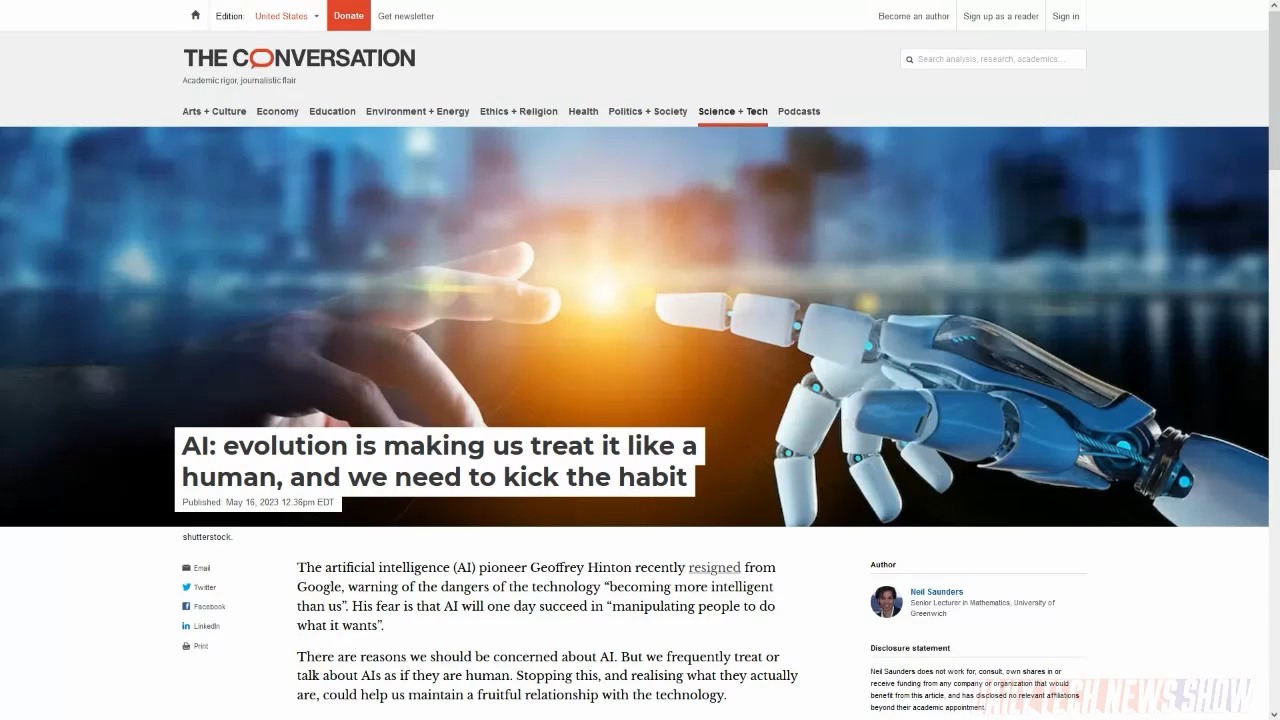 Edition: United States Donate Get newsletter Become an author Sign up as a reader Sign in
THE CONVERSATION
Academic rigor, journalistic flair
Search analysis, research, academics…
Arts + Culture Economy Education Environment + Energy Ethics + Religion Health Politics + Society Science + Tech Podcasts
AI: evolution is making us treat it like a
human, and we need to kick the habit
Published: May 16, 2023 12.36pm EDT
shutterstock.
Email
Twitter
Facebook
LinkedIn
Print
The artificial intelligence (AI) pioneer Geoffrey Hinton recently resigned from
Google, warning of the dangers of the technology “becoming more intelligent
than us”. His fear is that AI will one day succeed in “manipulating people to do
what it wants”.
There are reasons we should be concerned about AI. But we frequently treat or
talk about AIs as if they are human. Stopping this, and realising what they actually
are, could help us maintain a fruitful relationship with the technology.
Author
Neil Saunders
Senior Lecturer in Mathematics, University of
Greenwich
Disclosure statement
Neil Saunders does not work for, consult, own shares in or
receive funding from any company or organization that would
benefit from this article, and has disclosed no relevant affiliations
beyond their academic appointment.
TECH NEWS SHOW